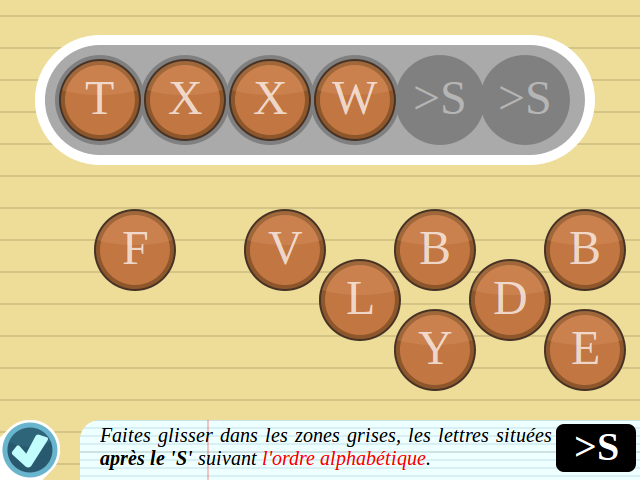 T X X W >S >S
F V B B
L D
Y E
Faites glisser dans les zones grises, les lettres situées
après le 'S' suivant l'ordre alphabétique.
>S